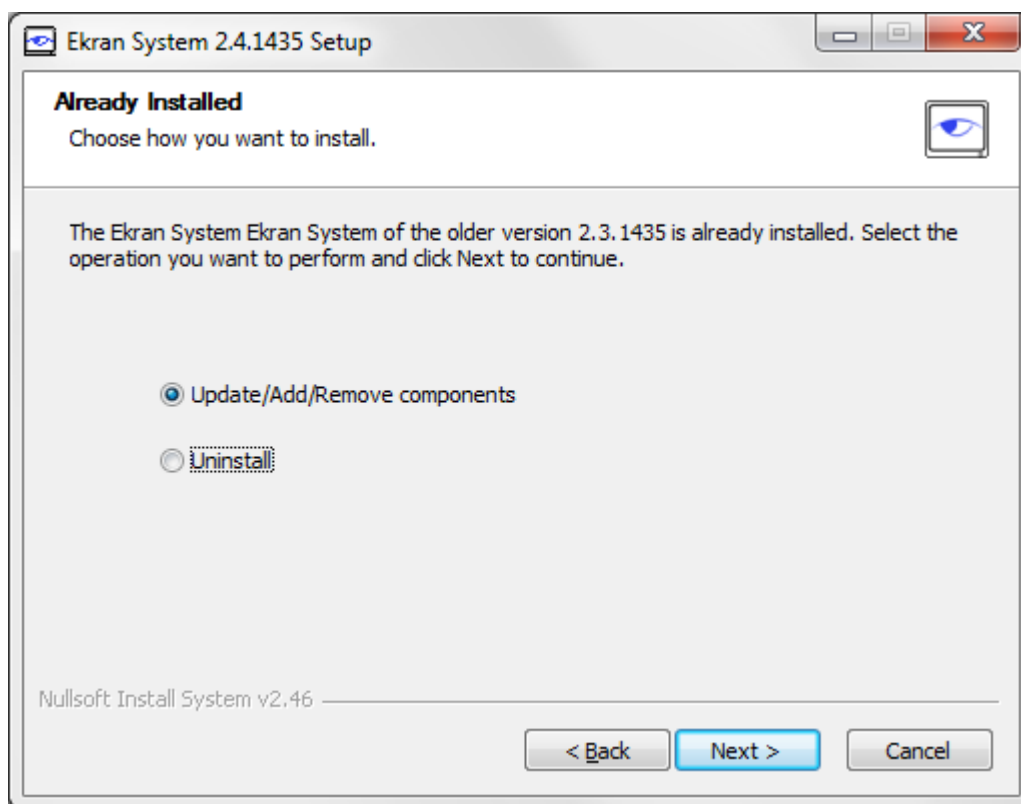 Ekran System 2.4.1435 Setup
Already Installed
Choose how you want to install.
The Ekran System Ekran System of the older version 2.3.1435 is already installed. Select the
operation you want to perform and click Next to continue.
Update/Add/Remove components
Uninstall
Nullsoft Install System v2.46
< Back
Next >
Cancel